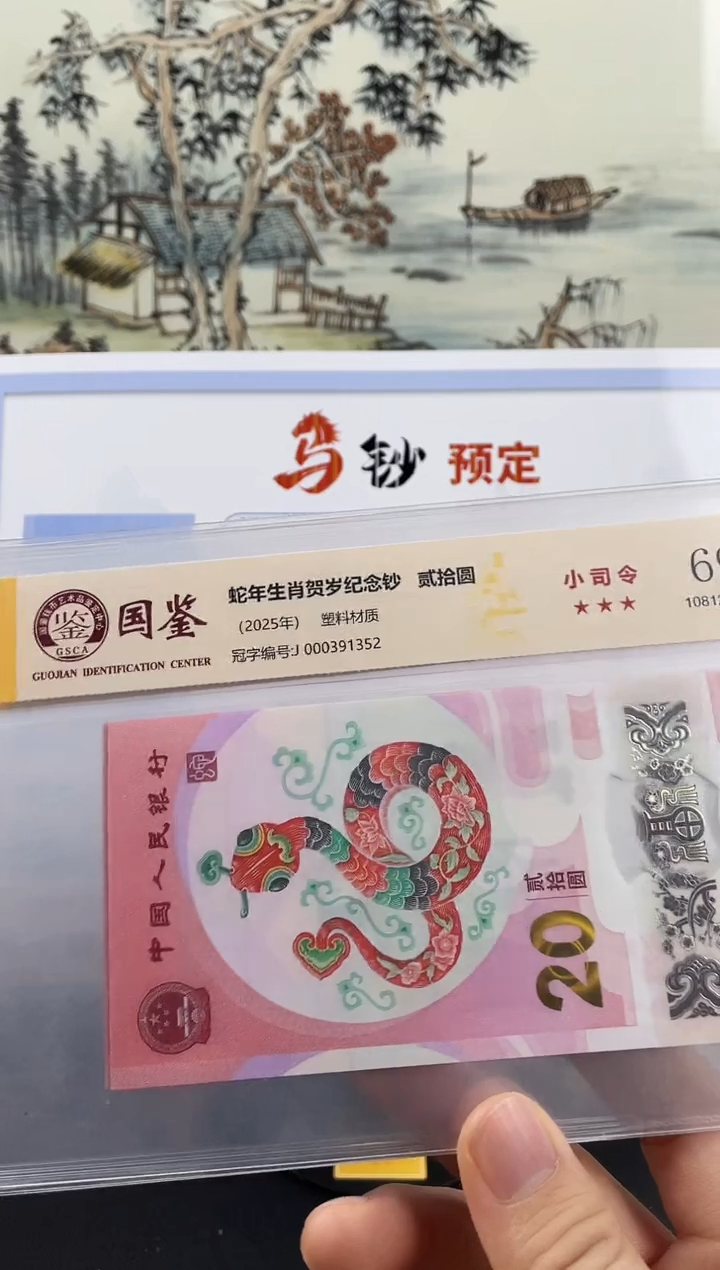 马钞 预定
国鉴
GSCA
GUOJIAN IDENTIFICATION CENTER
蛇年生肖贺岁纪念钞 贰拾圆
(2025年) 塑料材质
冠字编号:J 000391352
小司令
★★★
6
1081
中国人民银行
贰拾圆
20